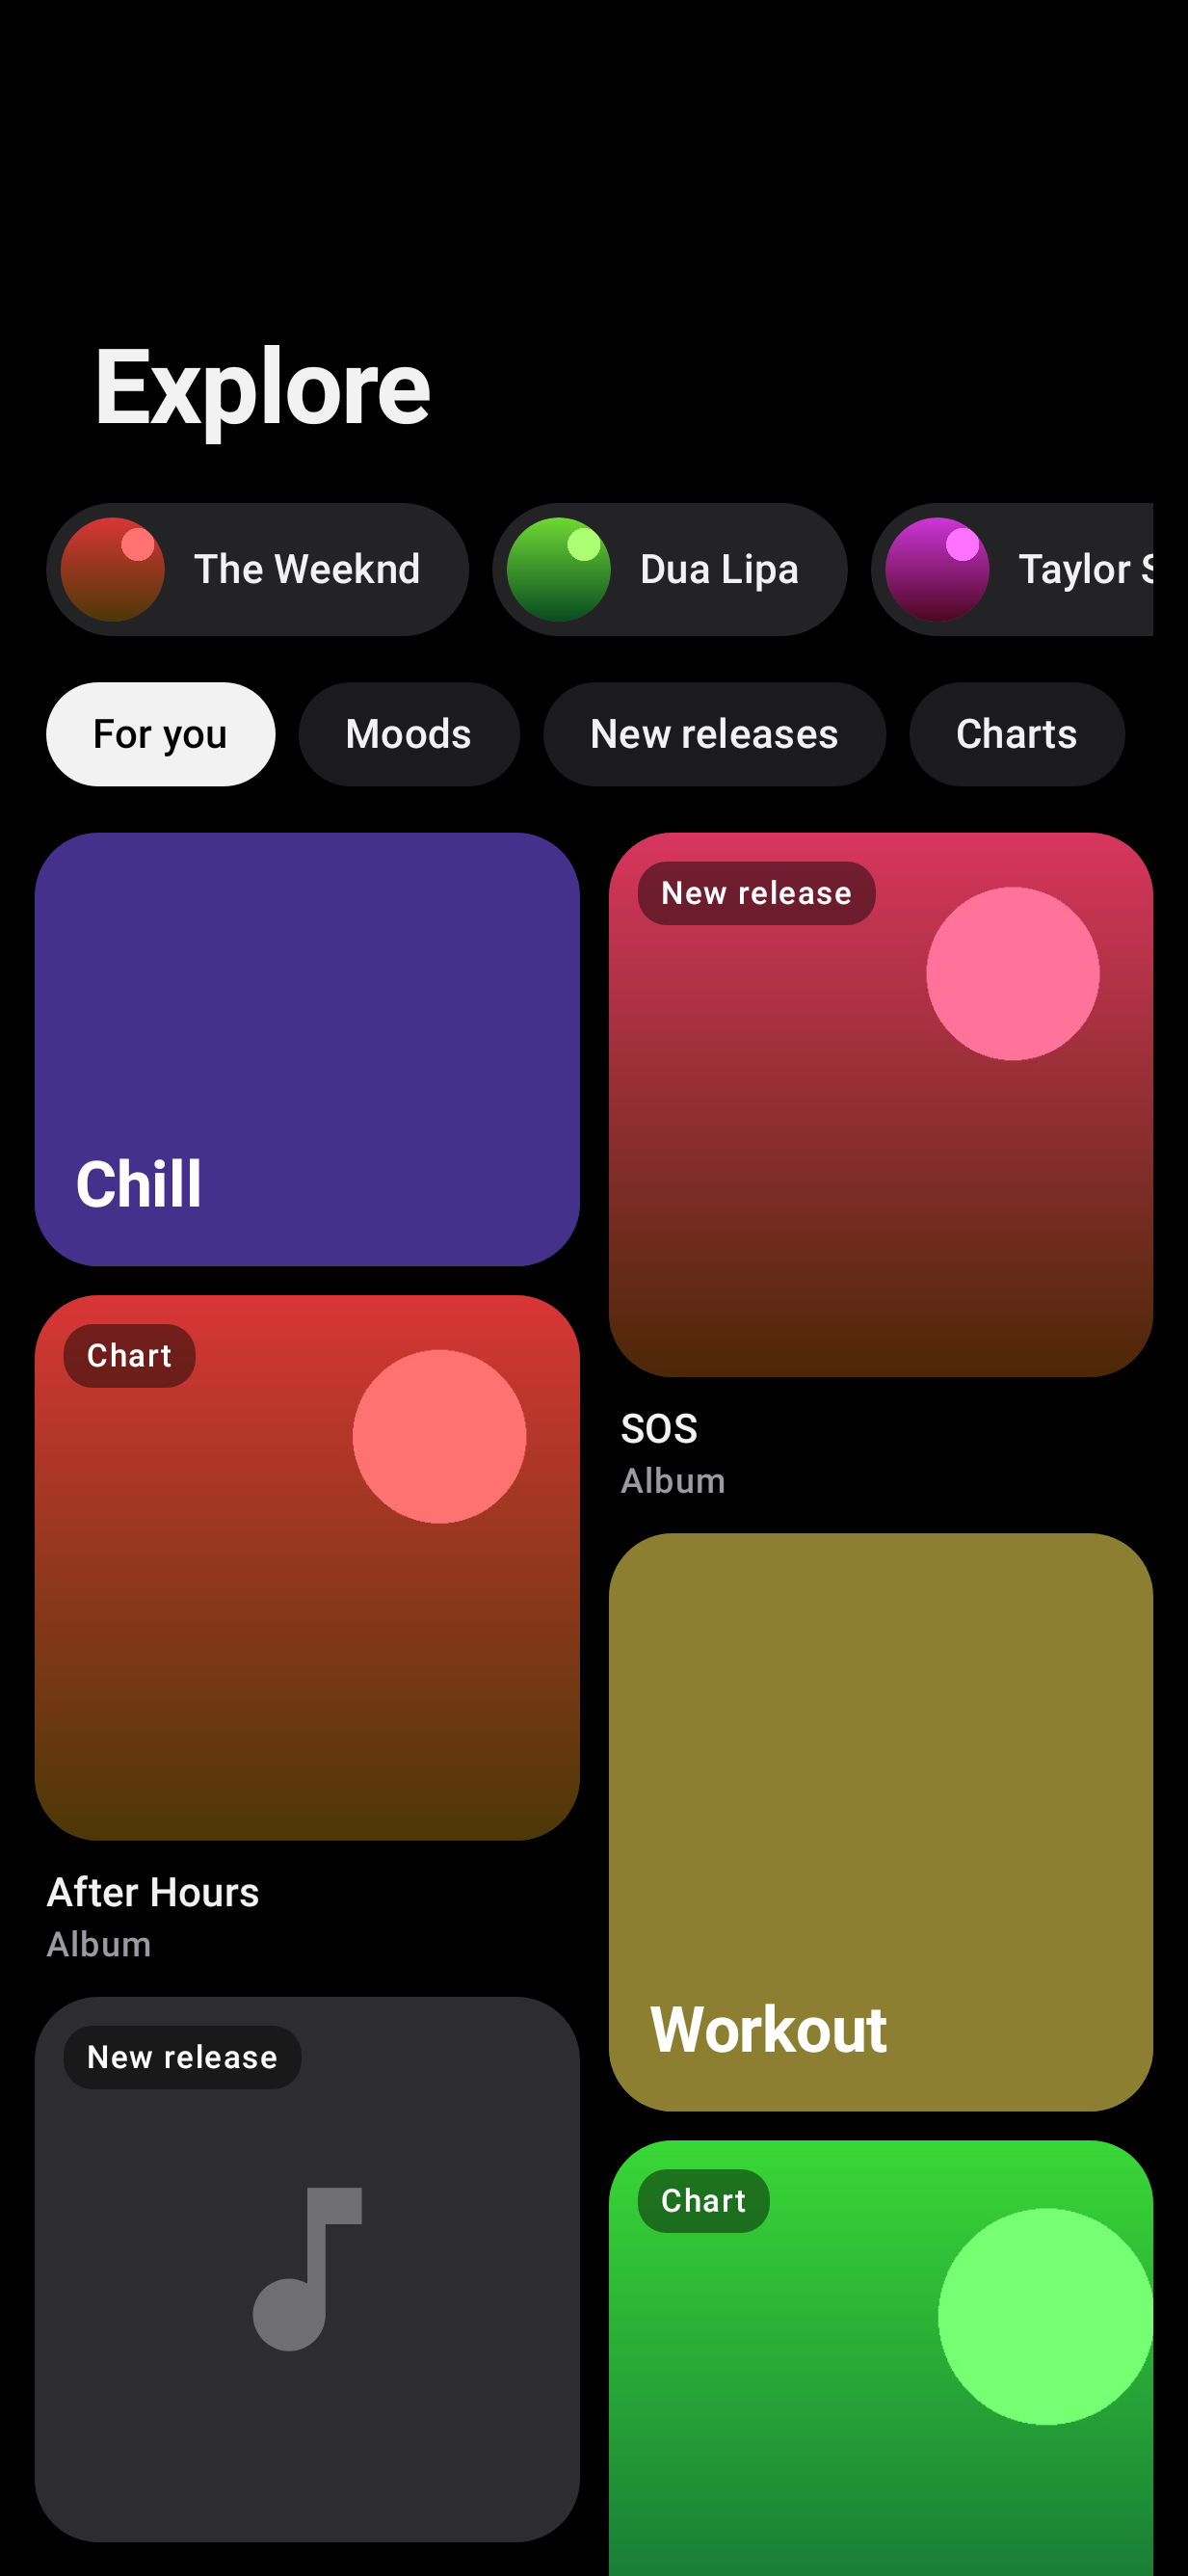 Explore
The Weeknd
Dua Lipa
Taylor S
For you
Moods
New releases
Charts
Chill
New release
SOS
Album
Chart
After Hours
Album
Workout
New release
Chart